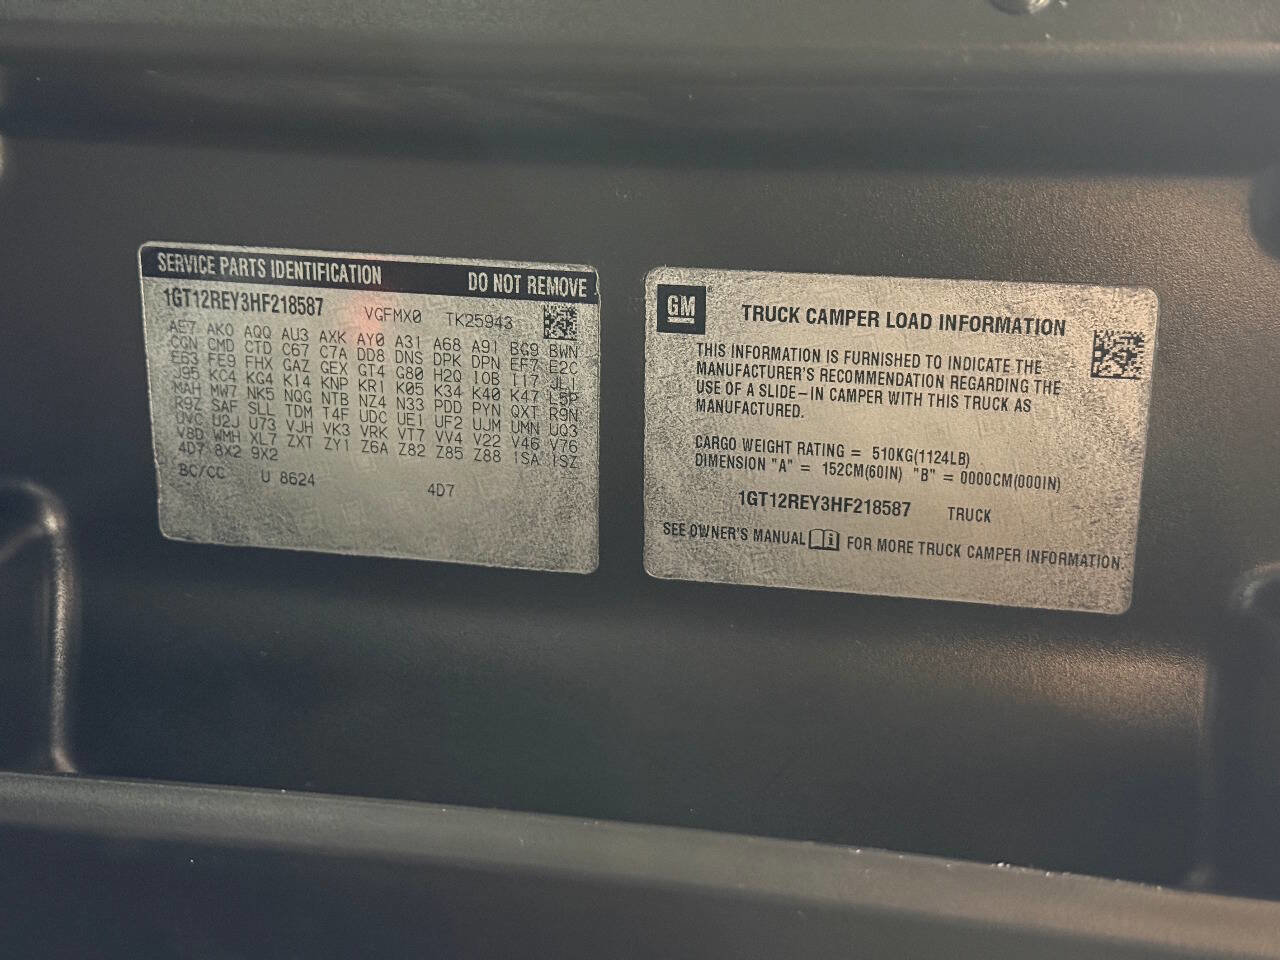 SERVICE PARTS IDENTIFICATION DO NOT REMOVE
1GT12REY3HF218587 VGFMX0 TK25943
AE7 AKO AQQ AU3 AXK AY0 A31 A68 A91 BG9 BWN
CGN CMD CTD C67 C7A DD8 DNS DPK DPN EF7 E2C
E63 FE9 FHX GAZ GEX GT4 G80 H2Q IOB I17 JL1
J95 KC4 KG4 K14 KNP KR1 K05 K34 K40 K47 L5P
MAH MW7 NK5 NQG NTB NZ4 N33 PDD PYN QXT R9N
R9Z SAF SLL TDM T4F UDC UE1 UF2 UJM UMN UQ3
UVC U2J U73 VJH VK3 VRK VT7 VV4 V22 V46 V76
V8D WMH XL7 ZXT ZY1 Z6A Z82 Z85 Z88 1SA 1SZ
4D7 8X2 9X2
BC/CC U 8624 4D7
GM
TRUCK CAMPER LOAD INFORMATION
THIS INFORMATION IS FURNISHED TO INDICATE THE
MANUFACTURER'S RECOMMENDATION REGARDING THE
USE OF A SLIDE-IN CAMPER WITH THIS TRUCK AS
MANUFACTURED.
CARGO WEIGHT RATING = 510KG(1124LB)
DIMENSION "A" = 152CM(60IN) "B" = 0000CM(000IN)
1GT12REY3HF218587 TRUCK
SEE OWNER'S MANUAL i FOR MORE TRUCK CAMPER INFORMATION.